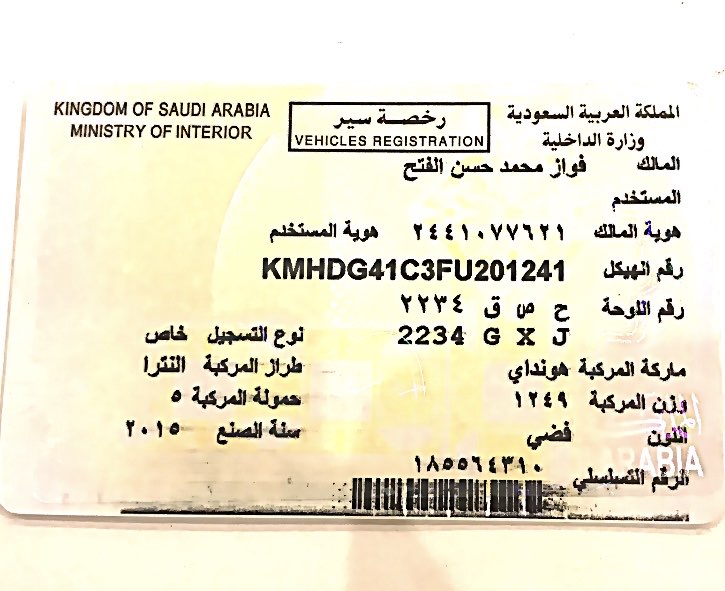 KINGDOM OF SAUDI ARABIA
MINISTRY OF INTERIOR
رخصة سير
VEHICLES REGISTRATION
المملكة العربية السعودية
وزارة الداخلية
المالك فواز محمد حسن الفتح
المستخدم
هوية المالك ٢٤٤١٠٧٧٦٢١ هوية المستخدم
رقم الهيكل KMHDG41C3FU201241
رقم اللوحة ح ص ق ٢٢٣٤
2234 G X J
نوع التسجيل خاص
ماركة المركبة هونداي طراز المركبة النترا
وزن المركبة ١٢٤٩ حمولة المركبة ٥
اللون فضي سنة الصنع ٢٠١٥
الرقم التسلسلي ١٨٥٥٦٤٣١٠
ARABIA